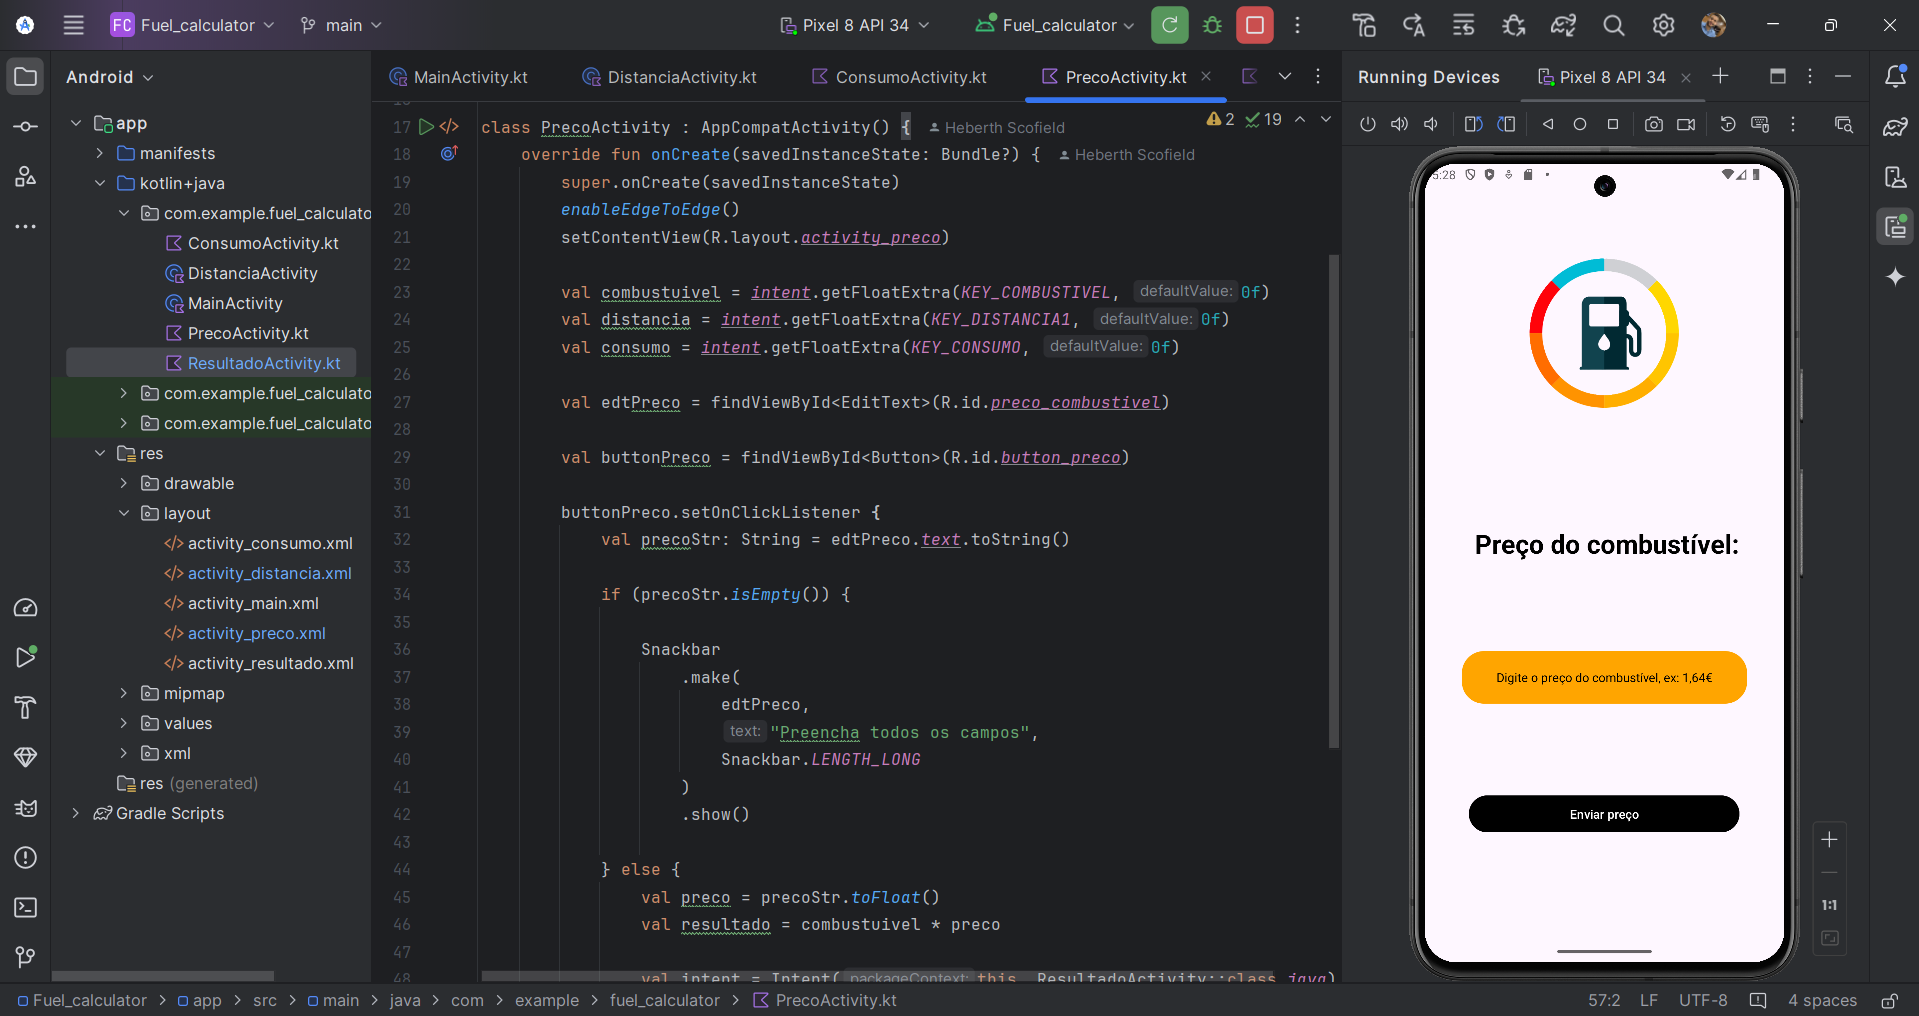 FC Fuel_calculator main Pixel 8 API 34 Fuel_calculator
Android
MainActivity.kt DistanciaActivity.kt ConsumoActivity.kt PrecoActivity.kt
Running Devices Pixel 8 API 34
app
manifests
kotlin+java
com.example.fuel_calculato
ConsumoActivity.kt
DistanciaActivity
MainActivity
PrecoActivity.kt
ResultadoActivity.kt
com.example.fuel_calculato
com.example.fuel_calculato
res
drawable
layout
activity_consumo.xml
activity_distancia.xml
activity_main.xml
activity_preco.xml
activity_resultado.xml
mipmap
values
xml
res (generated)
Gradle Scripts
2 19
17 class PrecoActivity : AppCompatActivity() { Heberth Scofield
18 override fun onCreate(savedInstanceState: Bundle?) { Heberth Scofield
19 super.onCreate(savedInstanceState)
20 enableEdgeToEdge()
21 setContentView(R.layout.activity_preco)
22
23 val combustuivel = intent.getFloatExtra(KEY_COMBUSTIVEL, defaultValue: 0f)
24 val distancia = intent.getFloatExtra(KEY_DISTANCIA1, defaultValue: 0f)
25 val consumo = intent.getFloatExtra(KEY_CONSUMO, defaultValue: 0f)
26
27 val edtPreco = findViewById<EditText>(R.id.preco_combustivel)
28
29 val buttonPreco = findViewById<Button>(R.id.button_preco)
30
31 buttonPreco.setOnClickListener {
32 val precoStr: String = edtPreco.text.toString()
33
34 if (precoStr.isEmpty()) {
35
36 Snackbar
37 .make(
38 edtPreco,
39 text: "Preencha todos os campos",
40 Snackbar.LENGTH_LONG
41 )
42 .show()
43
44 } else {
45 val preco = precoStr.toFloat()
46 val resultado = combustuivel * preco
47
48 val intent = Intent( packageContext: this, ResultadoActivity::class.java)
5:28
Preço do combustível:
Digite o preço do combustível, ex: 1,64€
Enviar preço
1:1
Fuel_calculator > app > src > main > java > com > example > fuel_calculator > PrecoActivity.kt
57:2 LF UTF-8 4 spaces